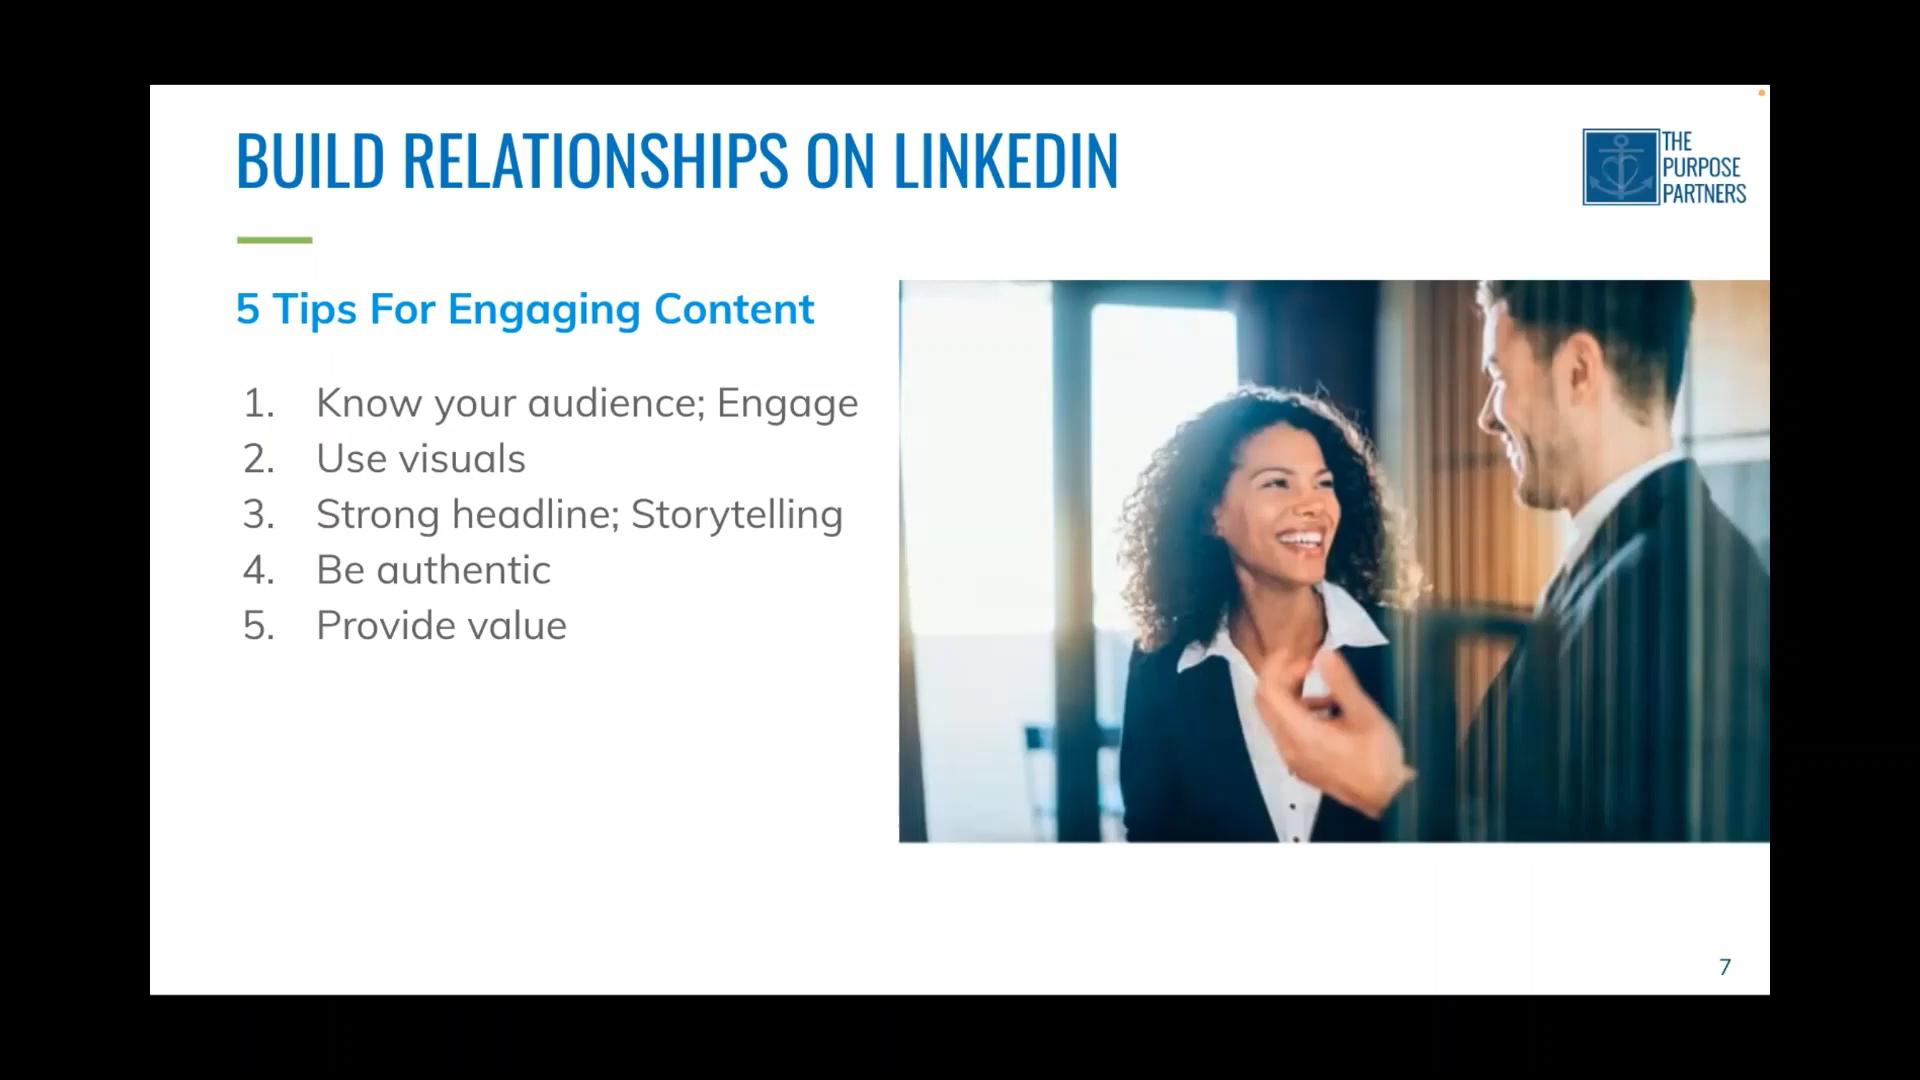 BUILD RELATIONSHIPS ON LINKEDIN
THE
PURPOSE
PARTNERS
5 Tips For Engaging Content
1. Know your audience; Engage
2. Use visuals
3. Strong headline; Storytelling
4. Be authentic
5. Provide value
7